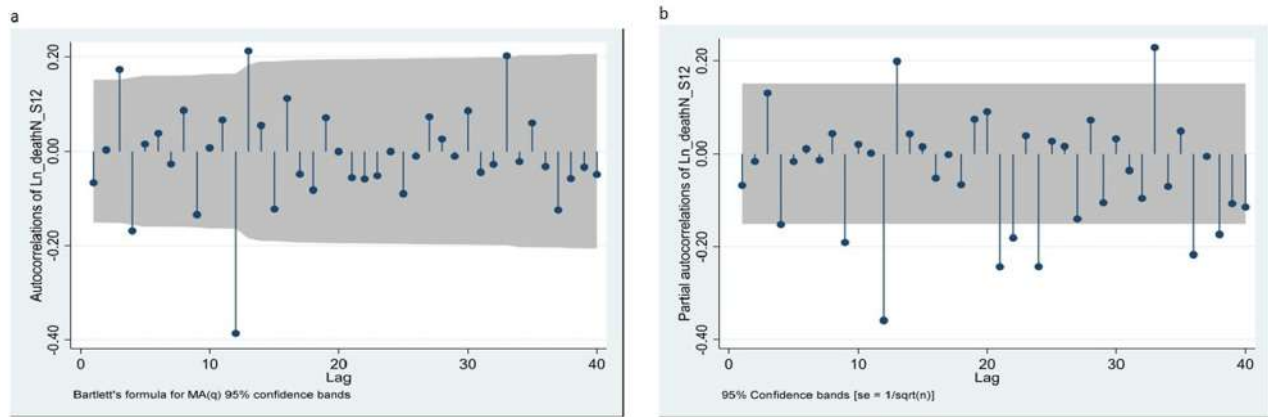 a
Autocorrelations of Ln_deathN_S12
0.20
0.00
-0.20
-0.40
0
10
20
30
40
Lag
Bartlett's formula for MA(q) 95% confidence bands
b
Partial autocorrelations of Ln_deathN_S12
0.20
0.00
-0.20
-0.40
0
10
20
30
40
Lag
95% Confidence bands [se = 1/sqrt(n)]